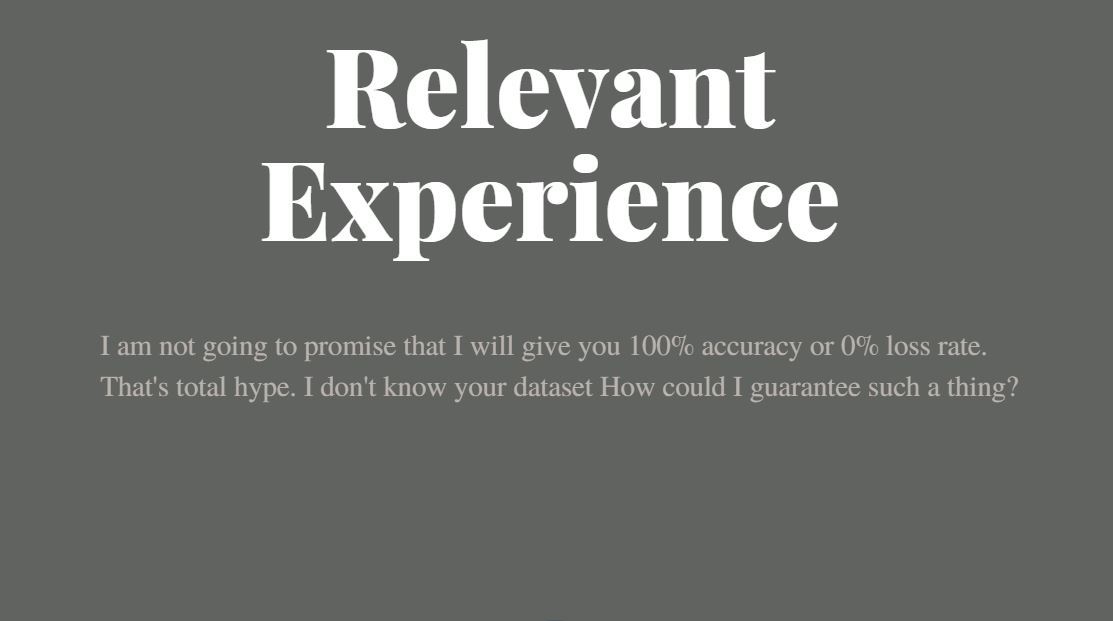 Relevant
Experience
I am not going to promise that I will give you 100% accuracy or 0% loss rate.
That's total hype. I don't know your dataset How could I guarantee such a thing?